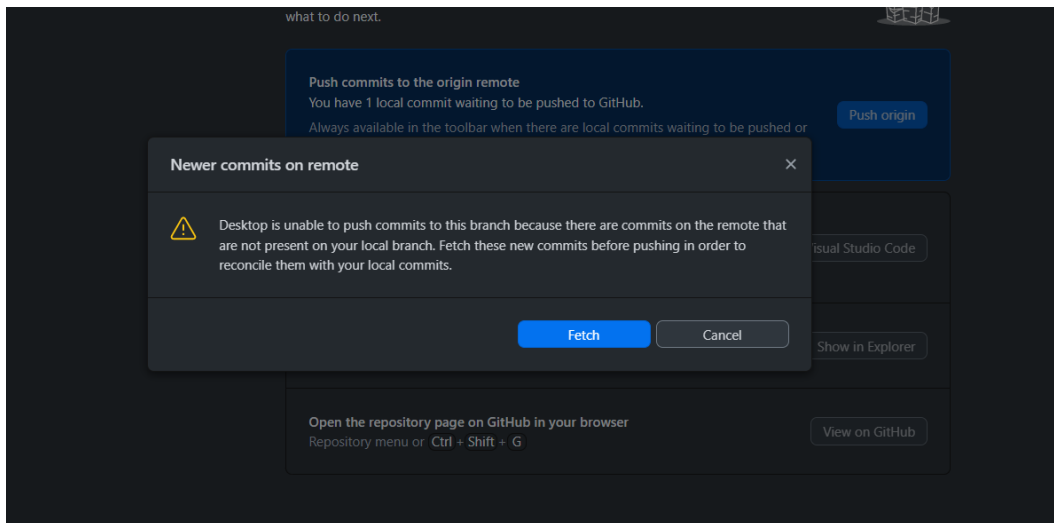 what to do next.
Push commits to the origin remote
You have 1 local commit waiting to be pushed to GitHub.
Always available in the toolbar when there are local commits waiting to be pushed or
Push origin
Newer commits on remote
Desktop is unable to push commits to this branch because there are commits on the remote that
are not present on your local branch. Fetch these new commits before pushing in order to
reconcile them with your local commits.
Visual Studio Code
Fetch
Cancel
Show in Explorer
Open the repository page on GitHub in your browser
Repository menu or Ctrl + Shift + G
View on GitHub